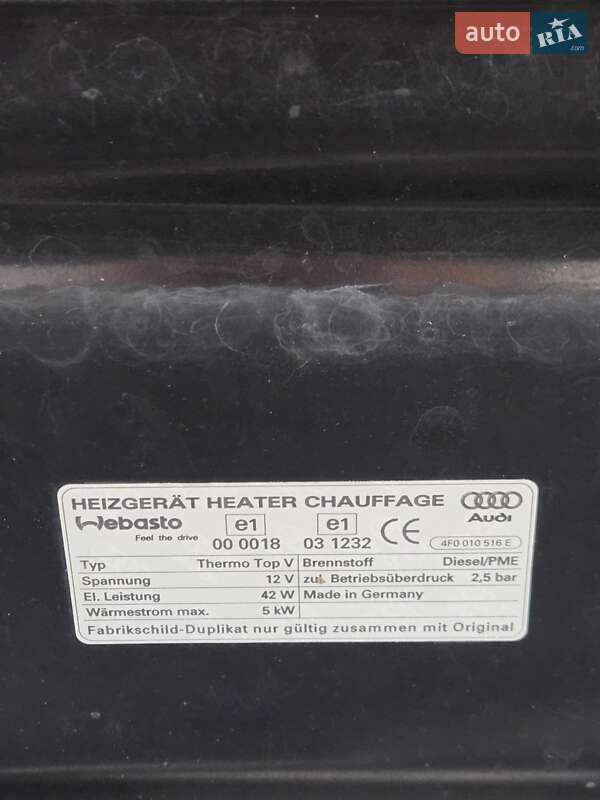 auto RIA.com
HEIZGERÄT HEATER CHAUFFAGE
Webasto e1 e1 CE Audi
Feel the drive 00 0018 03 1232 4F0 010 516 E
Typ Thermo Top V Brennstoff Diesel/PME
Spannung 12 V zul. Betriebsüberdruck 2,5 bar
El. Leistung 42 W Made in Germany
Wärmestrom max. 5 kW
Fabrikschild-Duplikat nur gültig zusammen mit Original